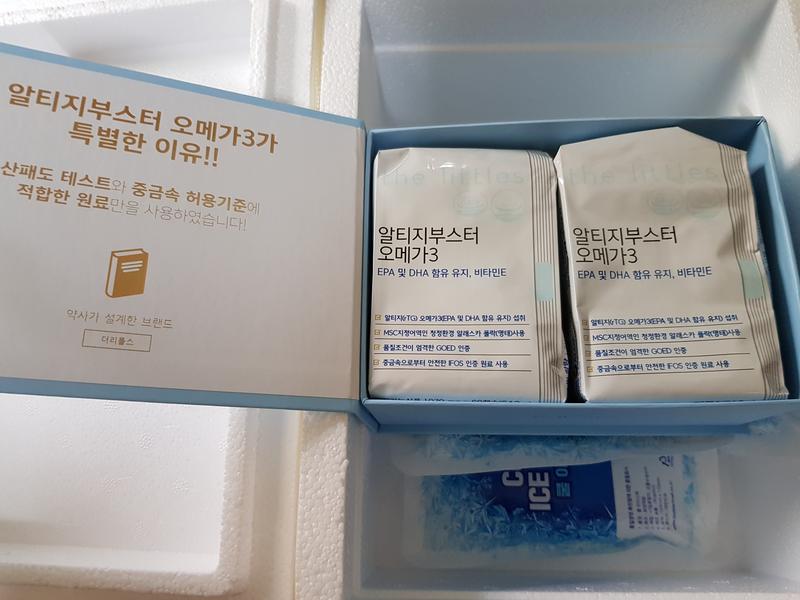 알티지부스터 오메가3가
특별한 이유!!
산패도 테스트와 중금속 허용기준에
적합한 원료만을 사용하였습니다!
약사가 설계한 브랜드
더리틀스
the littles
알티지부스터
오메가3
EPA 및 DHA 함유 유지, 비타민E
알티지(rTG) 오메가3(EPA 및 DHA 함유 유지) 섭취
MSC지정어역인 청정환경 알래스카 폴락(명태)사용
품질조건이 엄격한 GOED 인증
중금속으로부터 안전한 IFOS 인증 원료 사용
the littles
알티지부스터
오메가3
EPA 및 DHA 함유 유지, 비타민E
알티지(rTG) 오메가3(EPA 및 DHA 함유 유지) 섭취
MSC지정어역인 청정환경 알래스카 폴락(명태)사용
품질조건이 엄격한 GOED 인증
중금속으로부터 안전한 IFOS 인증 원료 사용
ICE